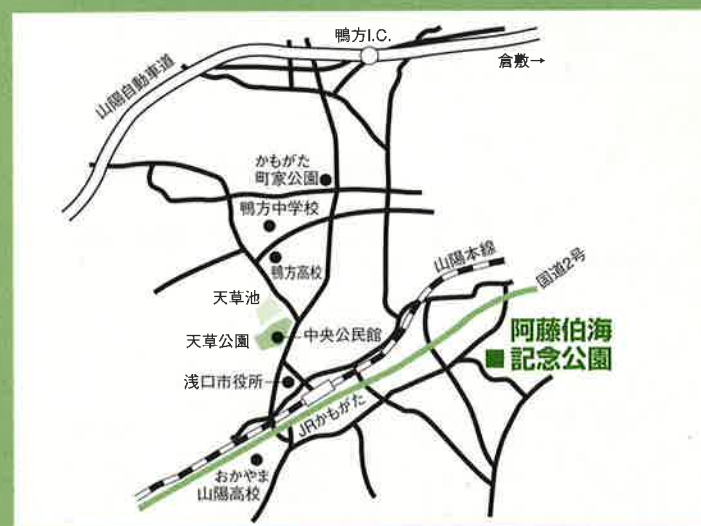 鴨方I.C.
倉敷→
山陽自動車道
かもがた
町家公園
鴨方中学校
鴨方高校
山陽本線
国道2号
天草池
天草公園
中央公民館
阿藤伯海
記念公園
浅口市役所
JRかもがた
おかやま
山陽高校